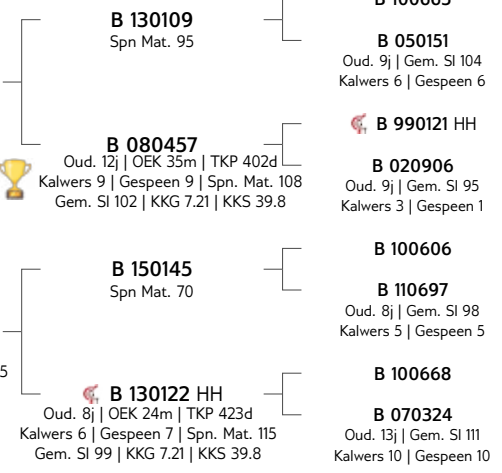 B 130109
Spn Mat. 95
B 080457
Oud. 12j | OEK 35m | TKP 402d
Kalwers 9 | Gespeen 9 | Spn. Mat. 108
Gem. SI 102 | KKG 7.21 | KKS 39.8
B 150145
Spn Mat. 70
5
B 130122 HH
Oud. 8j | OEK 24m | TKP 423d
Kalwers 6 | Gespeen 7 | Spn. Mat. 115
Gem. SI 99 | KKG 7.21 | KKS 39.8
B 050151
Oud. 9j | Gem. SI 104
Kalwers 6 | Gespeen 6
B 990121 HH
B 020906
Oud. 9j | Gem. SI 95
Kalwers 3 | Gespeen 1
B 100606
B 110697
Oud. 8j | Gem. SI 98
Kalwers 5 | Gespeen 5
B 100668
B 070324
Oud. 13j | Gem. SI 111
Kalwers 10 | Gespeen 10